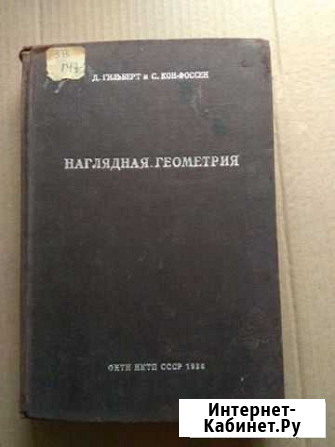 Д. ГИЛЬБЕРТ и С. КОН-ФОССЕН
НАГЛЯДНАЯ ГЕОМЕТРИЯ
ОНТИ НКТП СССР 1936
Интернет-
Кабинет.Ру